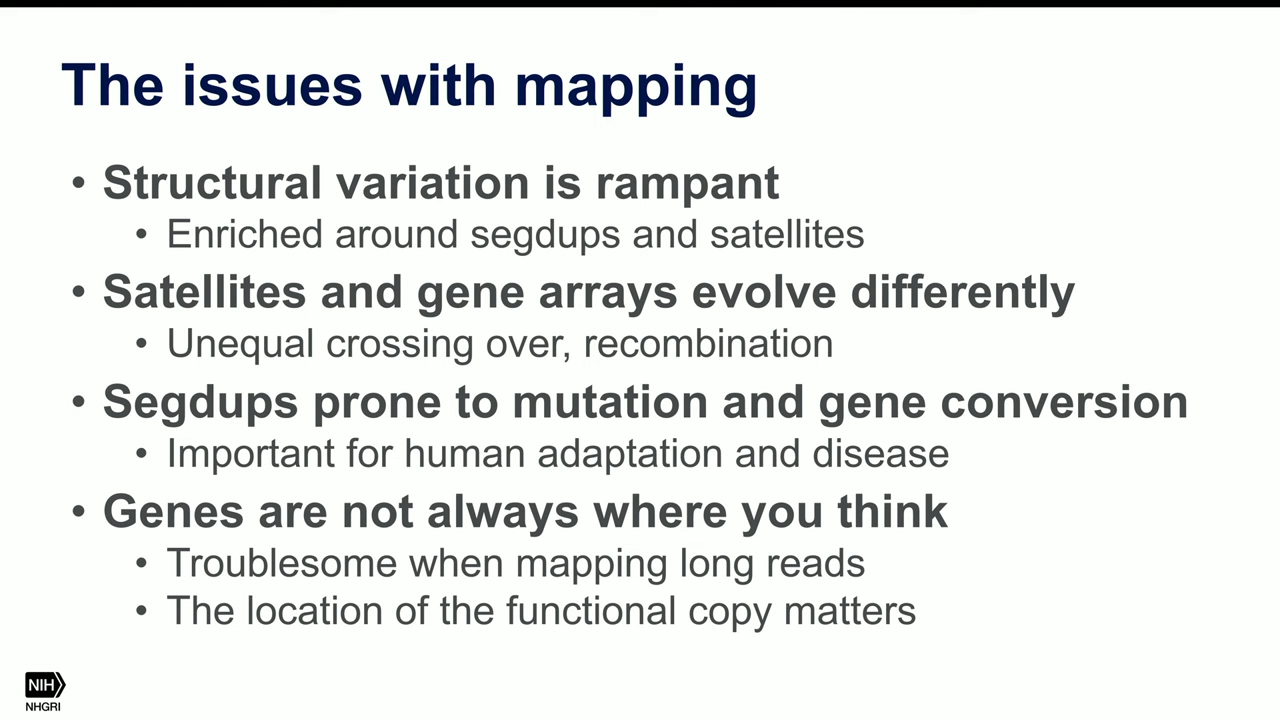 The issues with mapping
• Structural variation is rampant
• Enriched around segdups and satellites
• Satellites and gene arrays evolve differently
• Unequal crossing over, recombination
• Segdups prone to mutation and gene conversion
• Important for human adaptation and disease
• Genes are not always where you think
• Troublesome when mapping long reads
• The location of the functional copy matters
NIH
NHGRI